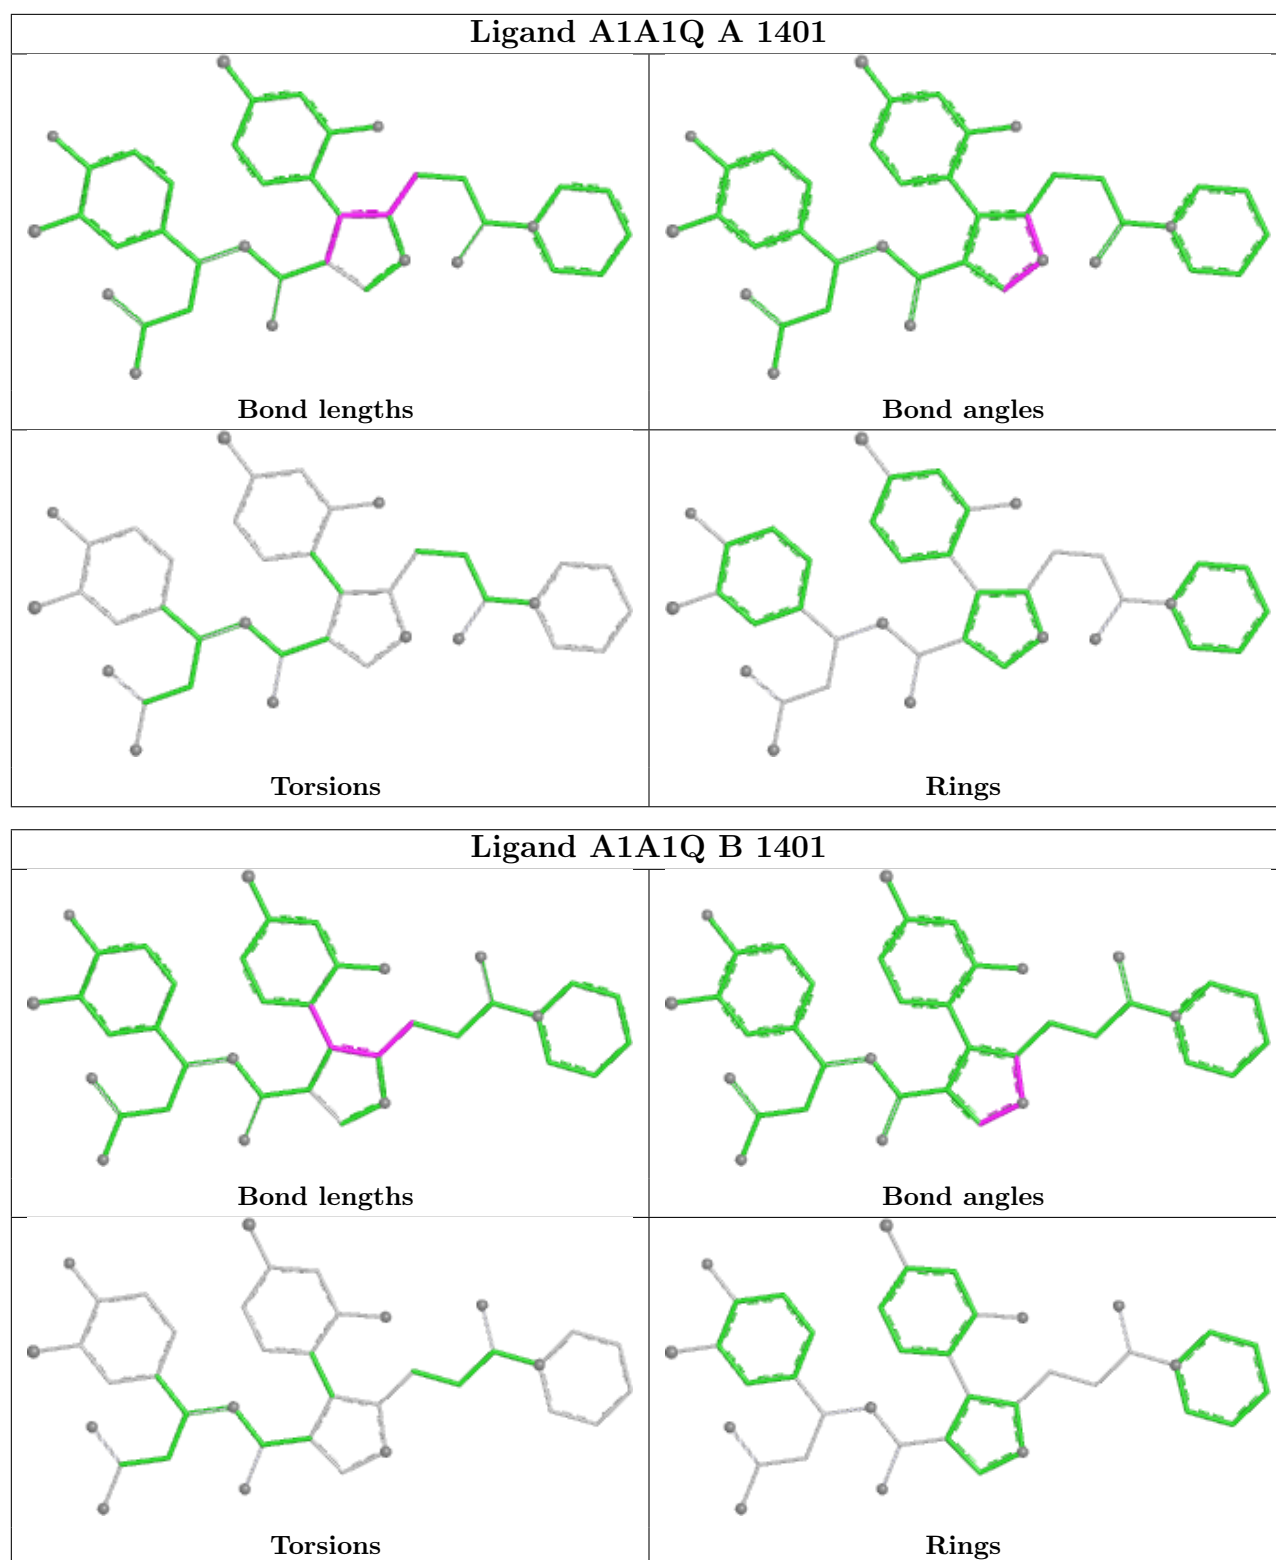 Ligand A1A1Q A 1401
Bond lengths
Bond angles
Torsions
Rings
Ligand A1A1Q B 1401
Bond lengths
Bond angles
Torsions
Rings